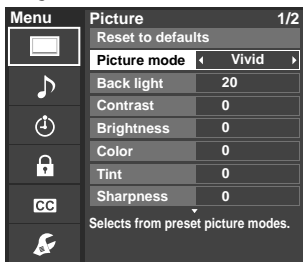 Menu
Picture 1/2
Reset to defaults
Picture mode Vivid
Back light 20
Contrast 0
Brightness 0
Color 0
Tint 0
Sharpness 0
CC
Selects from preset picture modes.